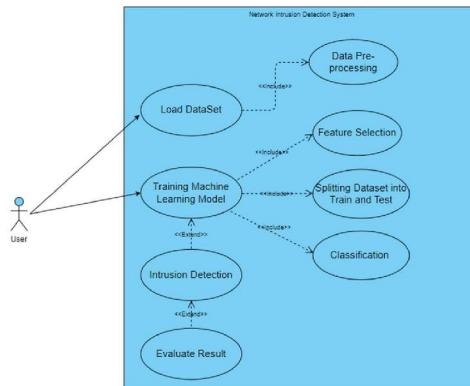 Network Intrusion Detection System
Data Pre-
processing
<<Include>>
Load DataSet
Feature Selection
<<Include>>
Training Machine
Learning Model
<<Include>>
Splitting Dataset into
Train and Test
<<Include>>
Classification
User
<<Extend>>
Intrusion Detection
<<Extend>>
Evaluate Result